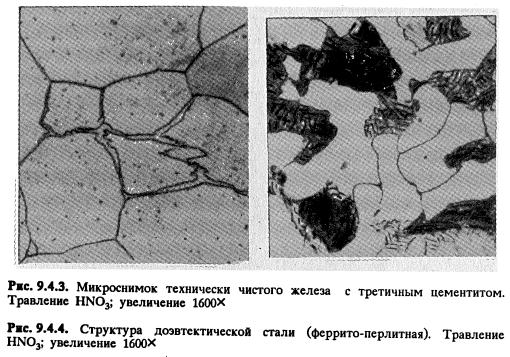 Рис. 9.4.3. Микроснимок технически чистого железа с третичным цементитом.
Травление HNO₃; увеличение 1600×
Рис. 9.4.4. Структура доэвтектической стали (феррито-перлитная). Травление
HNO₃; увеличение 1600×